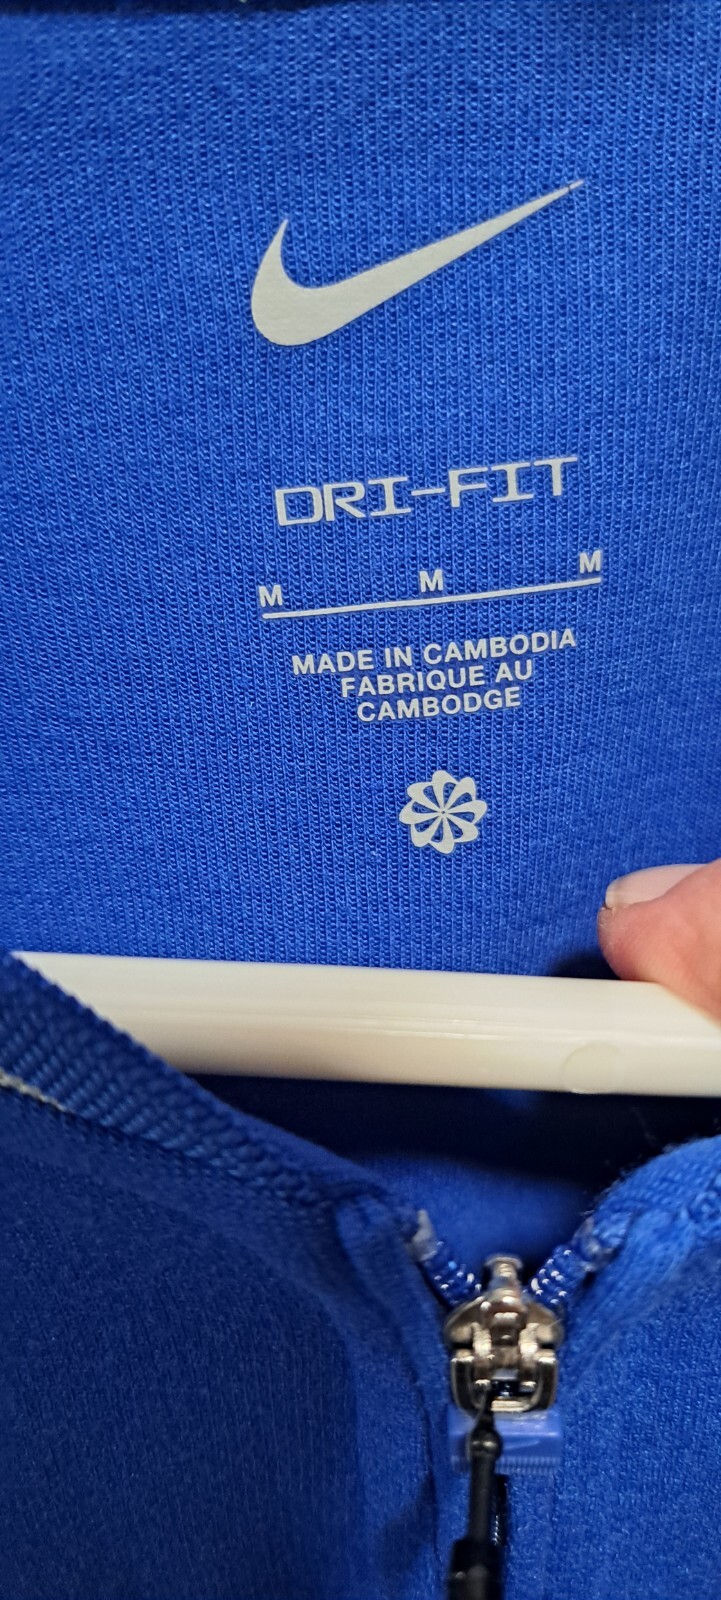 DRI-FIT
M M M
MADE IN CAMBODIA
FABRIQUE AU
CAMBODGE